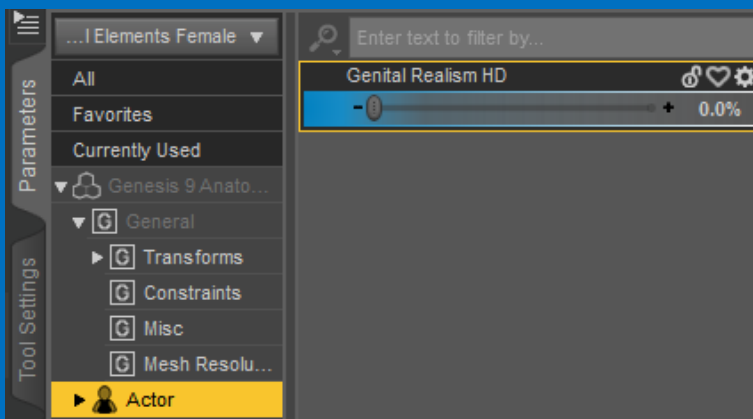 Parameters
Tool Settings
...l Elements Female
All
Favorites
Currently Used
Genesis 9 Anato...
G General
G Transforms
G Constraints
G Misc
G Mesh Resolu...
Actor
Enter text to filter by...
Genital Realism HD
- + 0.0%